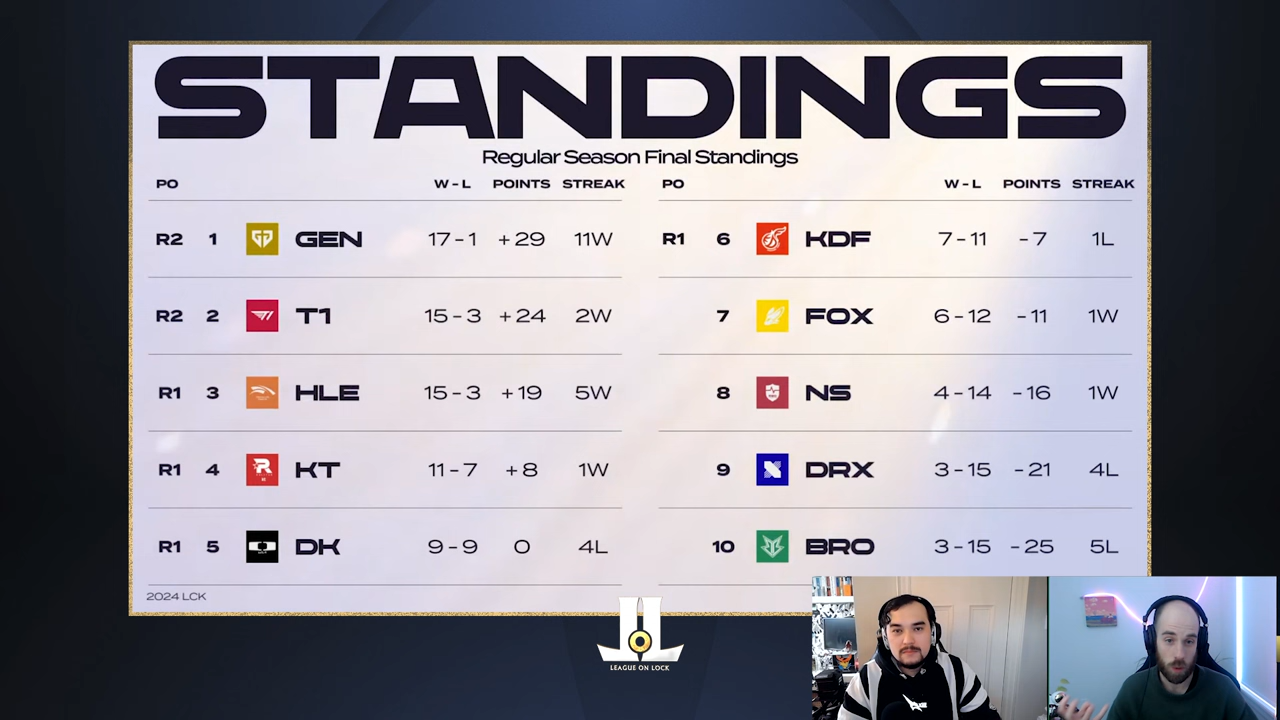 STANDINGS
Regular Season Final Standings
PO W - L POINTS STREAK
R2 1 GEN 17 - 1 +29 11W
R2 2 T1 15 - 3 +24 2W
R1 3 HLE 15 - 3 +19 5W
R1 4 KT 11 - 7 +8 1W
R1 5 DK 9 - 9 0 4L
PO W - L POINTS STREAK
R1 6 KDF 7 - 11 -7 1L
7 FOX 6 - 12 -11 1W
8 NS 4 - 14 -16 1W
9 DRX 3 - 15 -21 4L
10 BRO 3 - 15 -25 5L
2024 LCK
LEAGUE ON LOCK